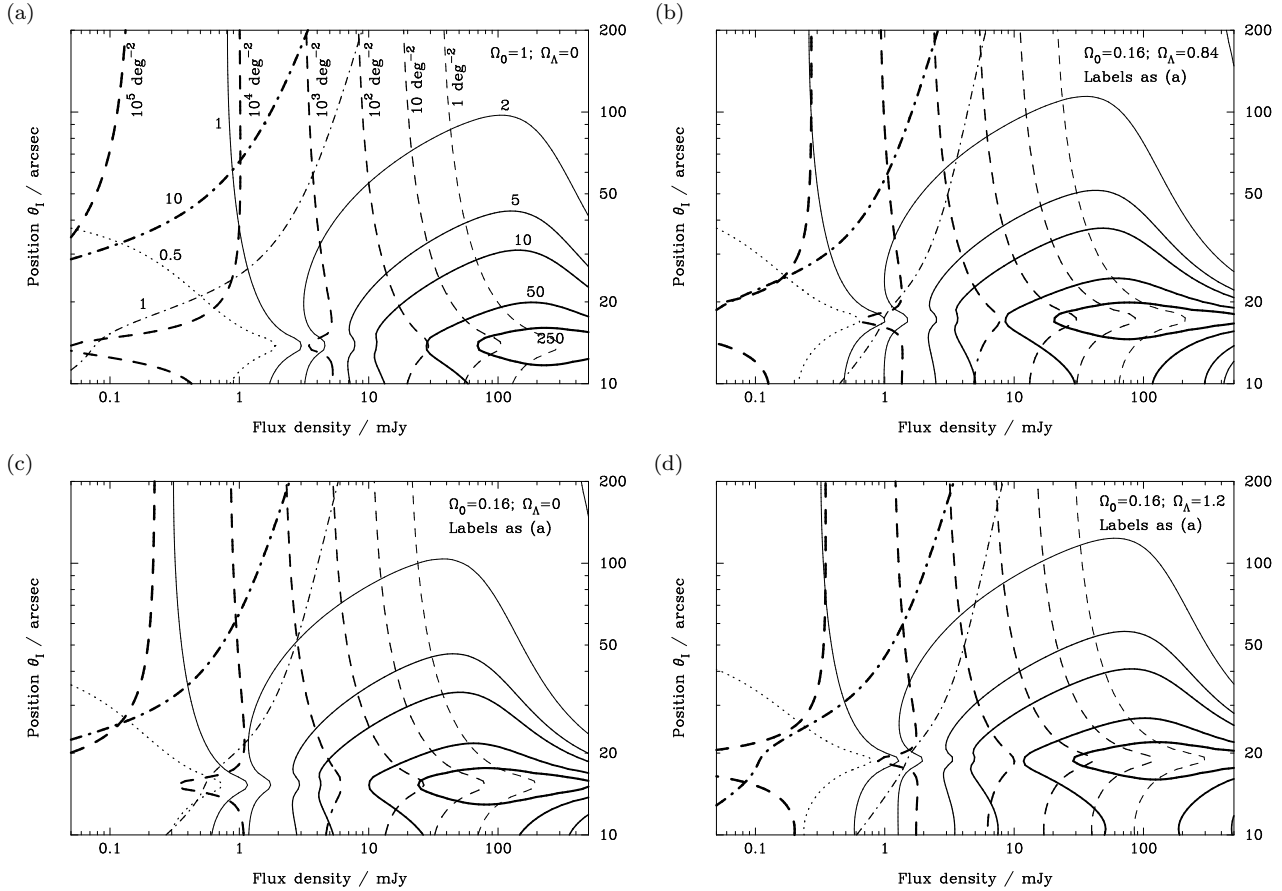 (a)
Position θI / arcsec
Flux density / mJy
Ω0=1; ΩΛ=0
10^5 deg^-2
10^4 deg^-2
10^3 deg^-2
10^2 deg^-2
10 deg^-2
1 deg^-2
1
2
10
5
0.5
10
1
50
250
200
100
50
20
10
0.1
1
10
100
(b)
Position θI / arcsec
Flux density / mJy
Ω0=0.16; ΩΛ=0.84
Labels as (a)
200
100
50
20
10
0.1
1
10
100
(c)
Position θI / arcsec
Flux density / mJy
Ω0=0.16; ΩΛ=0
Labels as (a)
200
100
50
20
10
0.1
1
10
100
(d)
Position θI / arcsec
Flux density / mJy
Ω0=0.16; ΩΛ=1.2
Labels as (a)
200
100
50
20
10
0.1
1
10
100